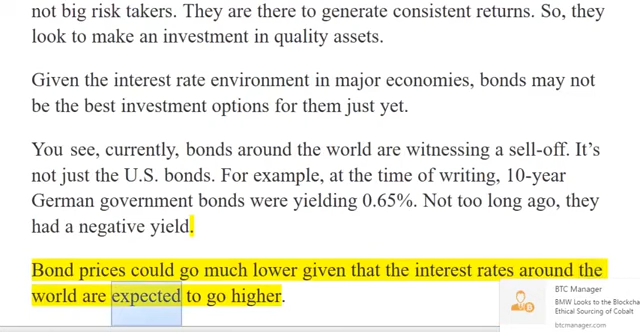 not big risk takers. They are there to generate consistent returns. So, they
look to make an investment in quality assets.
Given the interest rate environment in major economies, bonds may not
be the best investment options for them just yet.
You see, currently, bonds around the world are witnessing a sell-off. It’s
not just the U.S. bonds. For example, at the time of writing, 10-year
German government bonds were yielding 0.65%. Not too long ago, they
had a negative yield.
Bond prices could go much lower given that the interest rates around the
world are expected to go higher.
BTC Manager
BMW Looks to the Blockcha
Ethical Sourcing of Cobalt
btcmanager.com